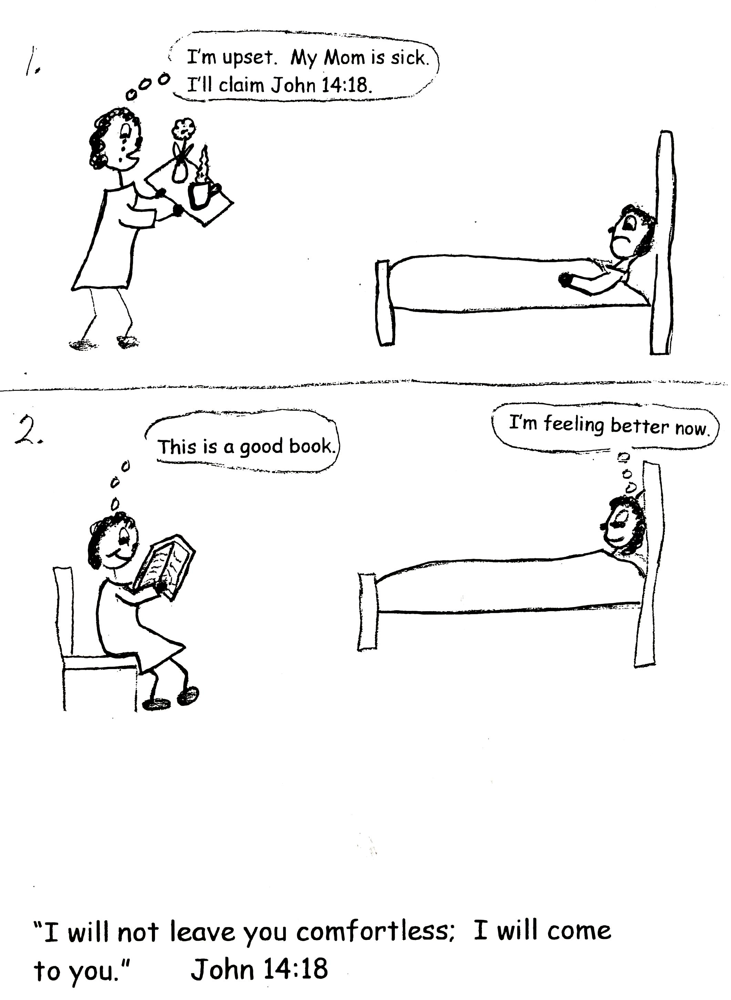 1.
I'm upset. My Mom is sick.
I'll claim John 14:18.
2.
This is a good book.
I'm feeling better now.
"I will not leave you comfortless; I will come
to you." John 14:18